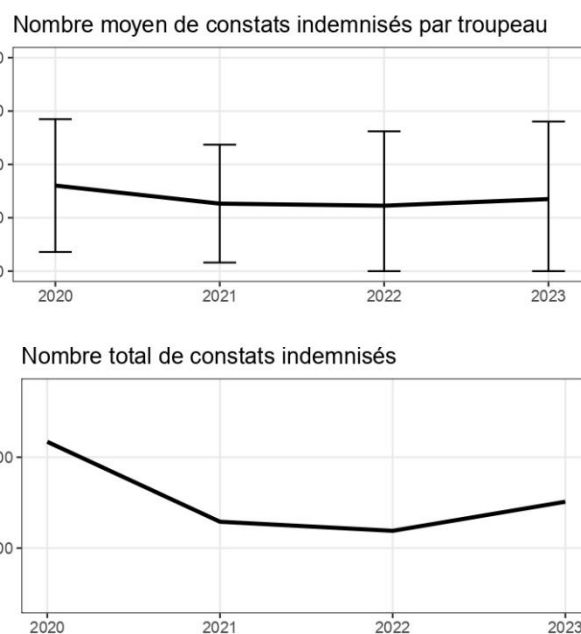 Nombre moyen de constats indemnisés par troupeau
2020 2021 2022 2023
Nombre total de constats indemnisés
2020 2021 2022 2023